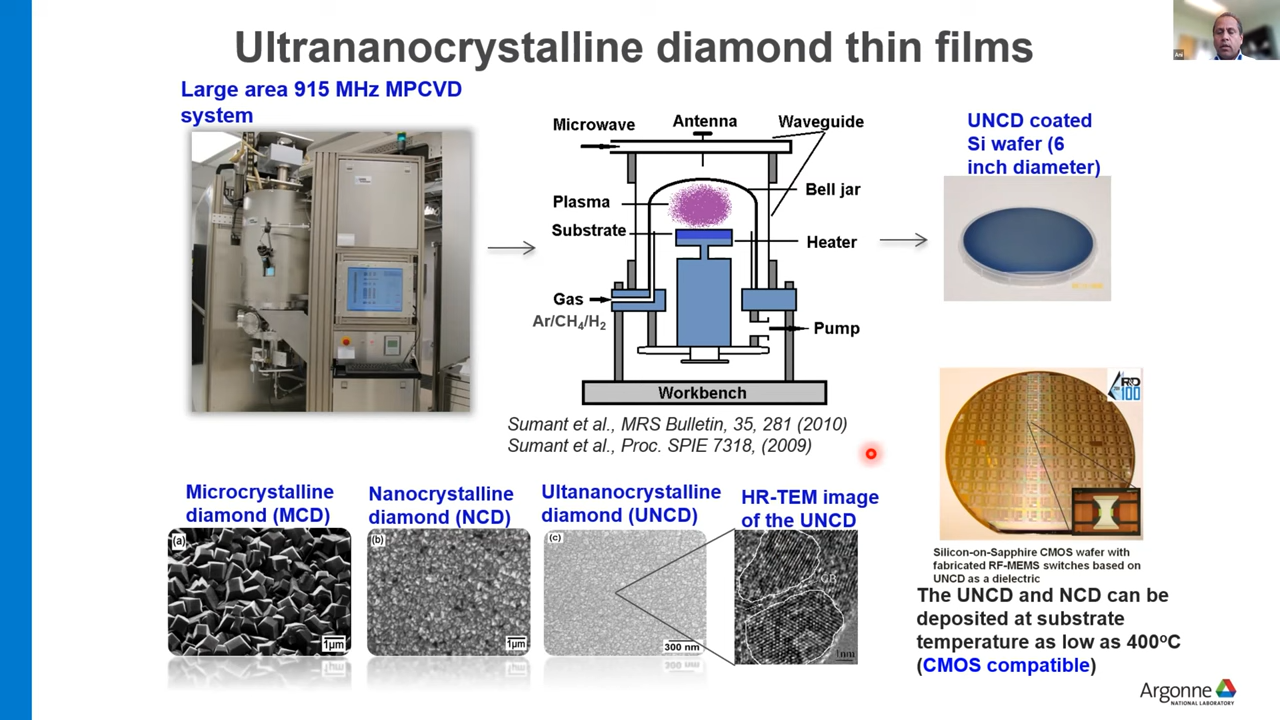 Ultrananocrystalline diamond thin films
Ani
Large area 915 MHz MPCVD
system
Microwave
Antenna
Waveguide
Plasma
Bell jar
Substrate
Heater
Gas
Ar/CH₄/H₂
Pump
Workbench
Sumant et al., MRS Bulletin, 35, 281 (2010)
Sumant et al., Proc. SPIE 7318, (2009)
UNCD coated
Si wafer (6
inch diameter)
R&D
100
Silicon-on-Sapphire CMOS wafer with
fabricated RF-MEMS switches based on
UNCD as a dielectric
The UNCD and NCD can be
deposited at substrate
temperature as low as 400ºC
(CMOS compatible)
Microcrystalline
diamond (MCD)
(a)
1µm
Nanocrystalline
diamond (NCD)
(b)
1µm
Ultananocrystalline
diamond (UNCD)
(c)
300 nm
HR-TEM image
of the UNCD
GB
1nm
Argonne
NATIONAL LABORATORY